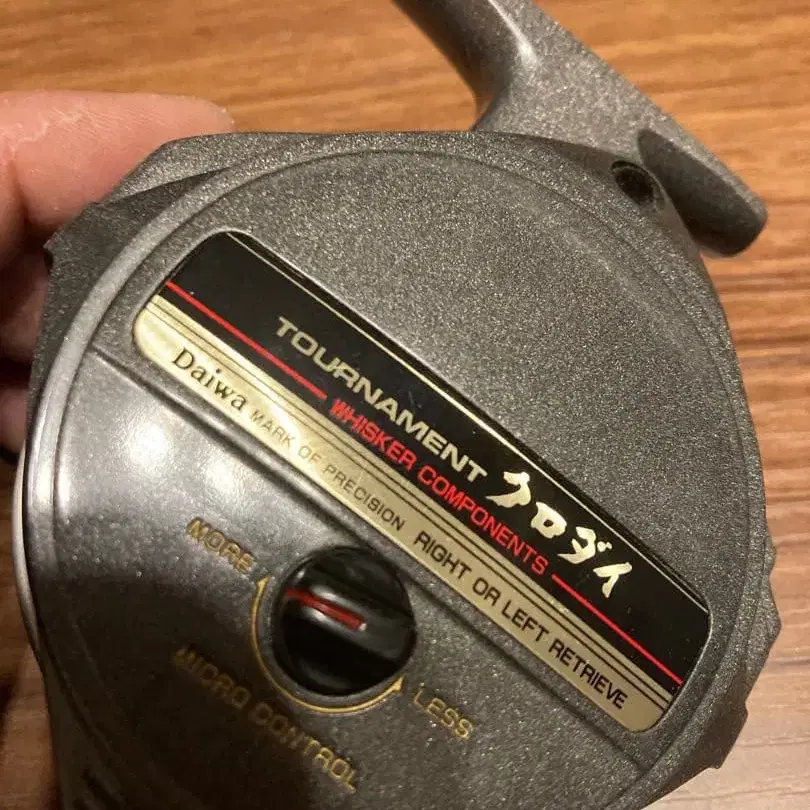 TOURNAMENT クロダイ
WHISKER COMPONENTS
Daiwa MARK OF PRECISION RIGHT OR LEFT RETRIEVE
MORE
LESS
MICRO CONTROL